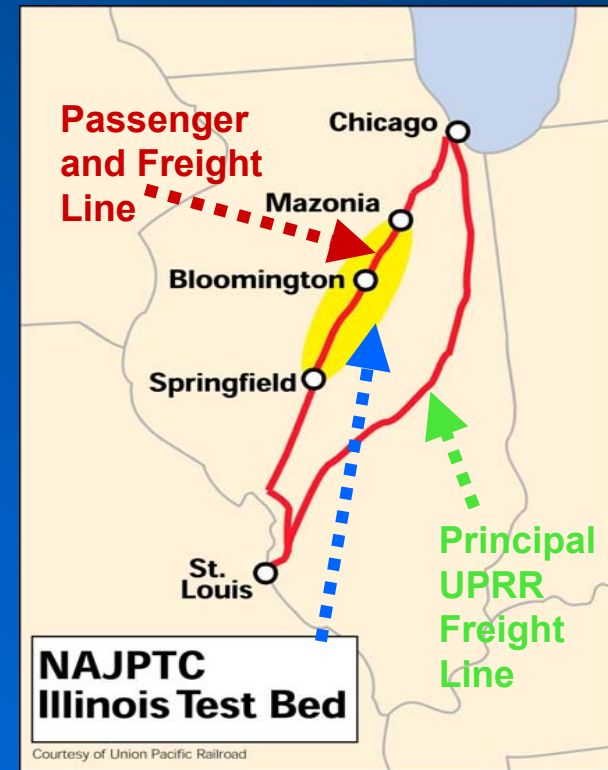 Passenger
and Freight
Line
Chicago
Mazonia
Bloomington
Springfield
St.
Louis
Principal
UPRR
Freight
Line
NAJPTC
Illinois Test Bed
Courtesy of Union Pacific Railroad